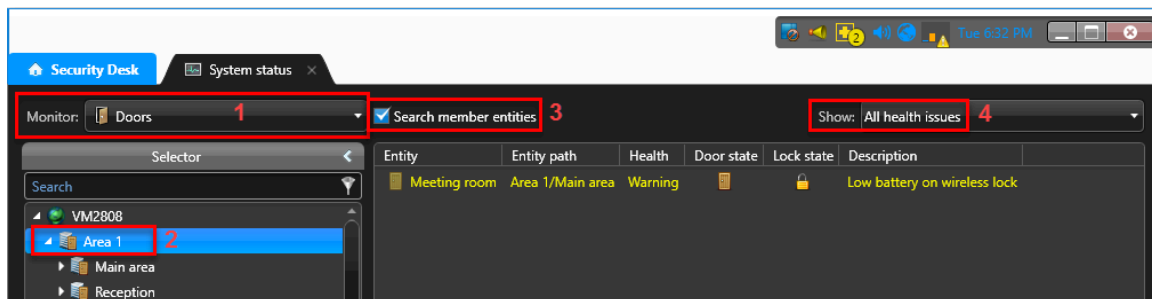 2 Tue 6:32 PM
Security Desk System status
Monitor: Doors 1 Search member entities 3 Show: All health issues 4
Selector Entity Entity path Health Door state Lock state Description
Search Meeting room Area 1/Main area Warning Low battery on wireless lock
VM2808
Area 1 2
Main area
Reception